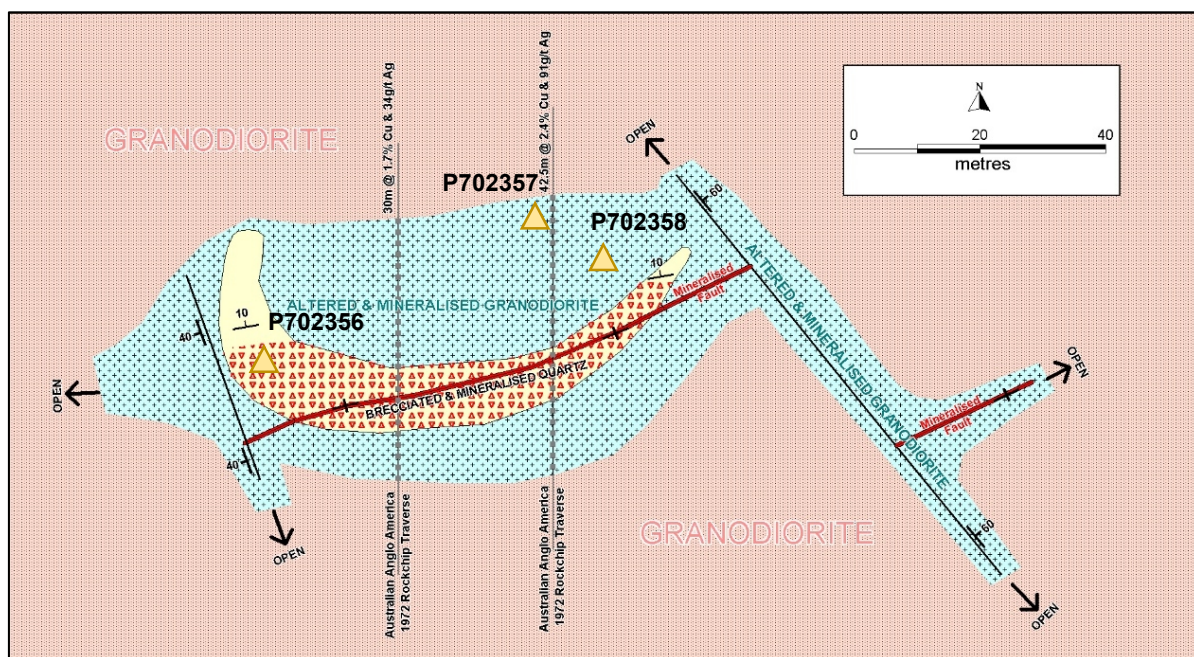 GRANODIORITE
30m @ 1.7% Cu & 34g/t Ag
42.5m @ 2.4% Cu & 91g/t Ag
OPEN
N
0 20 40
metres
P702357
P702358
60
10
Mineralised
Fault
ALTERED & MINERALISED GRANODIORITE
ALTERED & MINERALISED GRANODIORITE
10
P702356
40
BRECCIATED & MINERALISED QUARTZ
OPEN
OPEN
Mineralised
Fault
40
OPEN
GRANODIORITE
60
OPEN
Australian Anglo America
1972 Rockchip Traverse
Australian Anglo America
1972 Rockchip Traverse